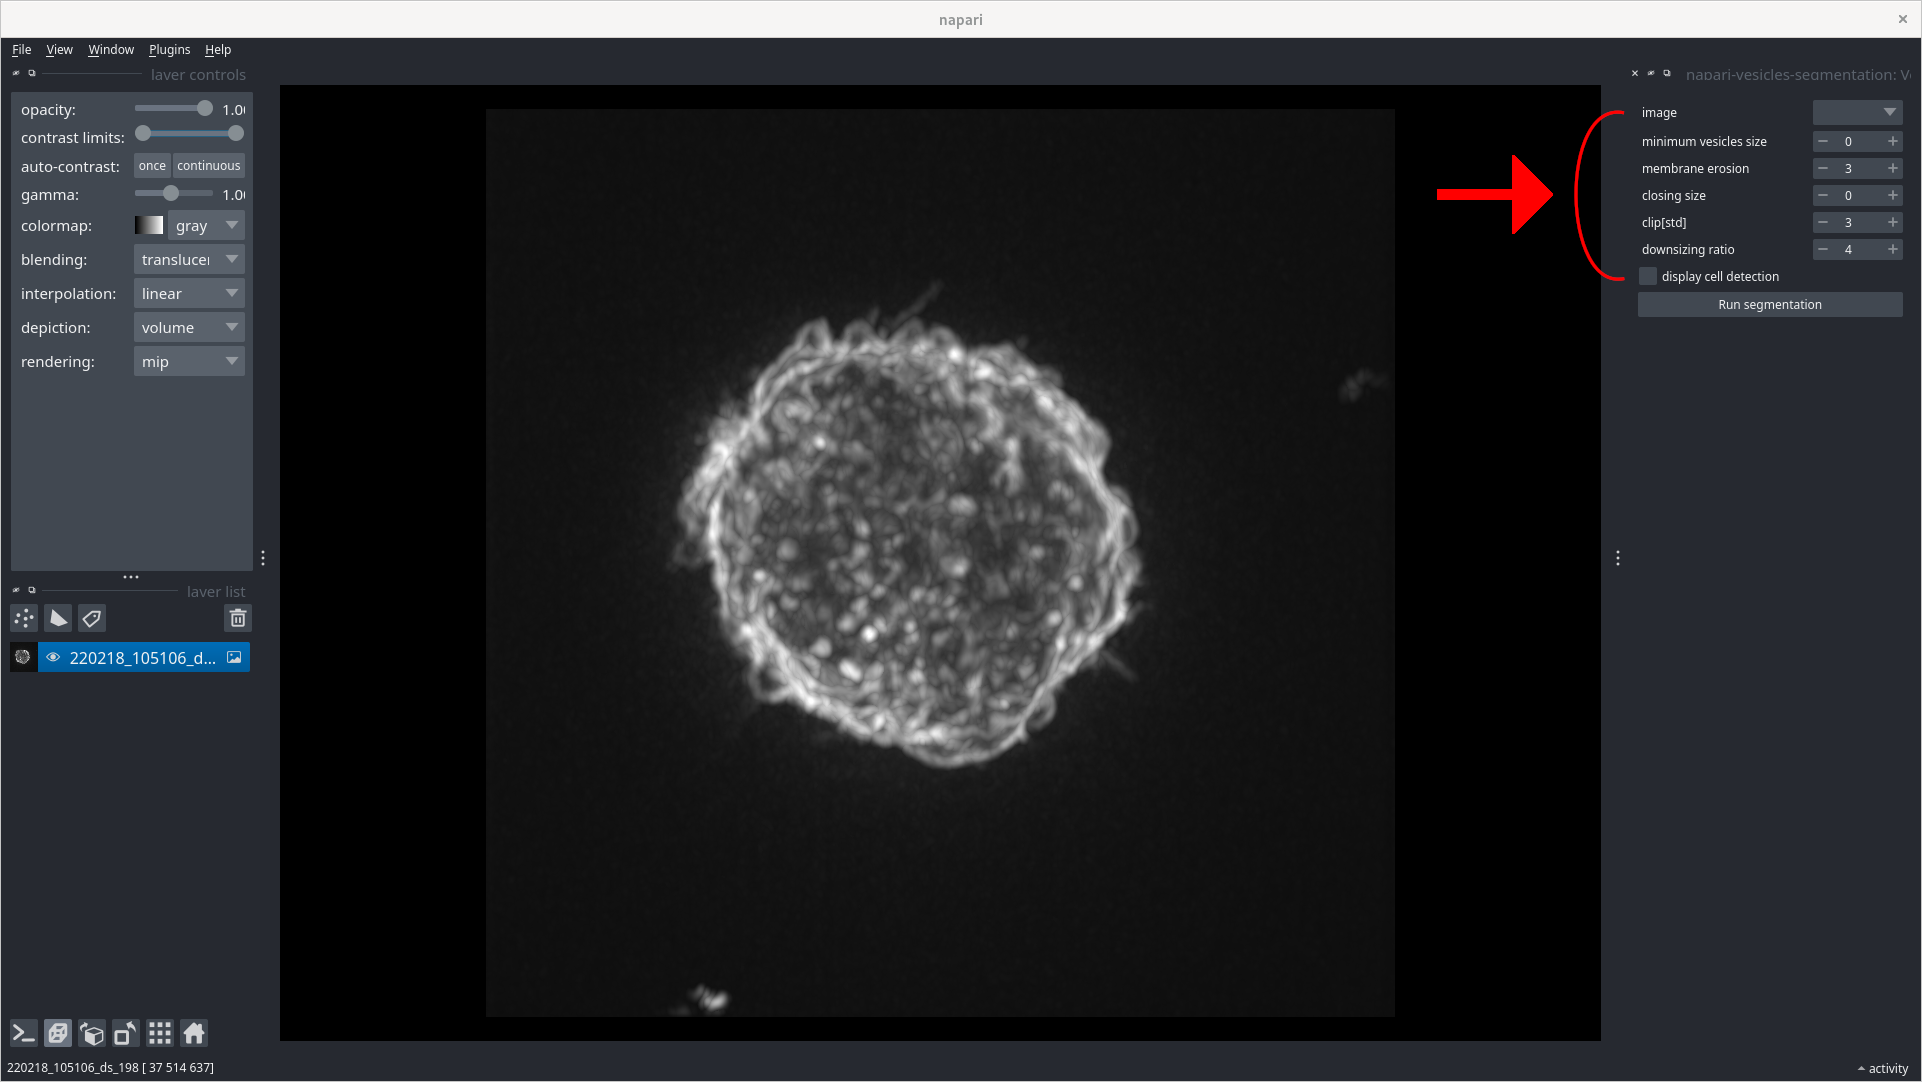 napari
File View Window Plugins Help
layer controls
opacity: 1.0
contrast limits:
auto-contrast: once continuous
gamma: 1.0
colormap: gray
blending:
interpolation: linear
depiction: volume
rendering: mip
layer list
220218_105106_d...
220218_105106_ds_198 [ 37 514 637]
napari-vesicles-segmentation:
image
minimum vesicles size 0
membrane erosion 3
closing size 0
clip[std] 3
downsizing ratio 4
display cell detection
Run segmentation
activity